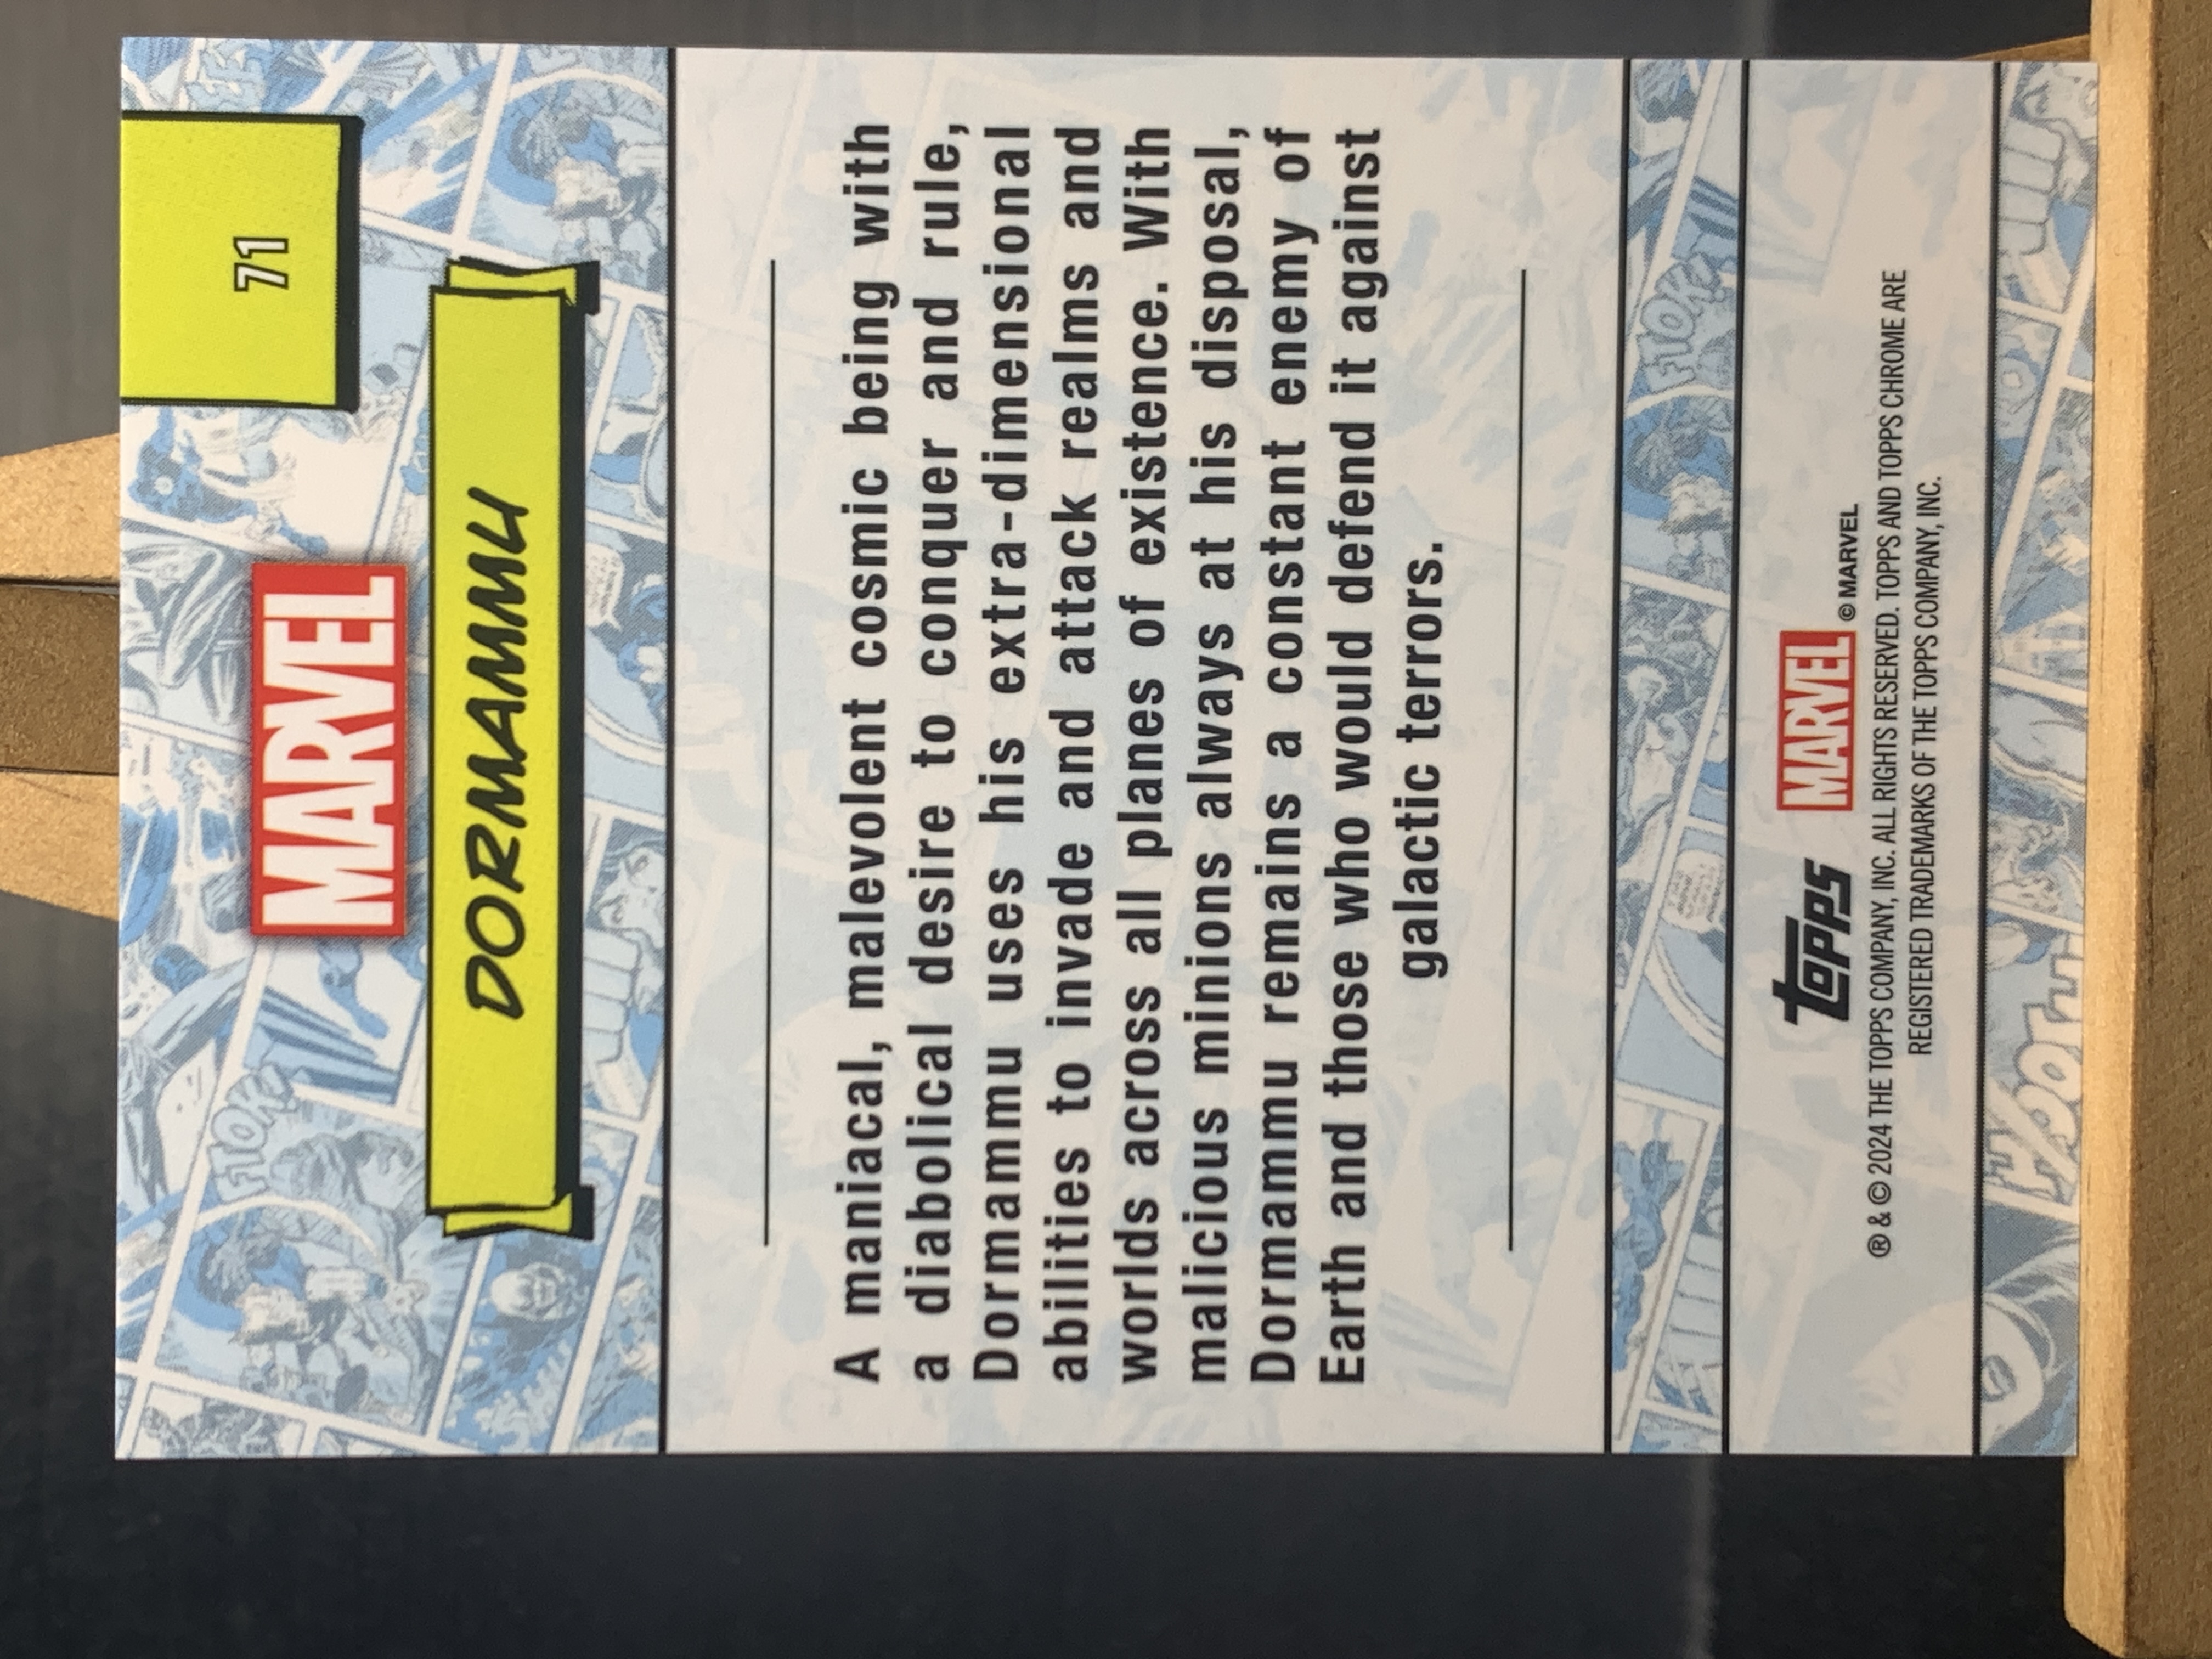 71
MARVEL
DORMAMMU
A maniacal, malevolent cosmic being with
a diabolical desire to conquer and rule,
Dormammu uses his extra-dimensional
abilities to invade and attack realms and
worlds across all planes of existence. With
malicious minions always at his disposal,
Dormammu remains a constant enemy of
Earth and those who would defend it against
galactic terrors.
FTOK!
FTOK!
topps MARVEL © MARVEL
® & © 2024 THE TOPPS COMPANY, INC. ALL RIGHTS RESERVED. TOPPS AND TOPPS CHROME ARE
REGISTERED TRADEMARKS OF THE TOPPS COMPANY, INC.